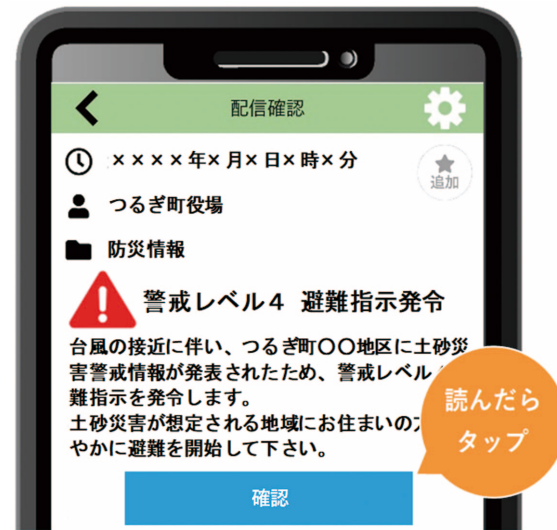 配信確認
××××年×月×日×時×分
追加
つるぎ町役場
防災情報
警戒レベル4 避難指示発令
台風の接近に伴い、つるぎ町〇〇地区に土砂災
害警戒情報が発表されたため、警戒レベル
難指示を発令します。
土砂災害が想定される地域にお住まいの
やかに避難を開始して下さい。
読んだら
タップ
確認